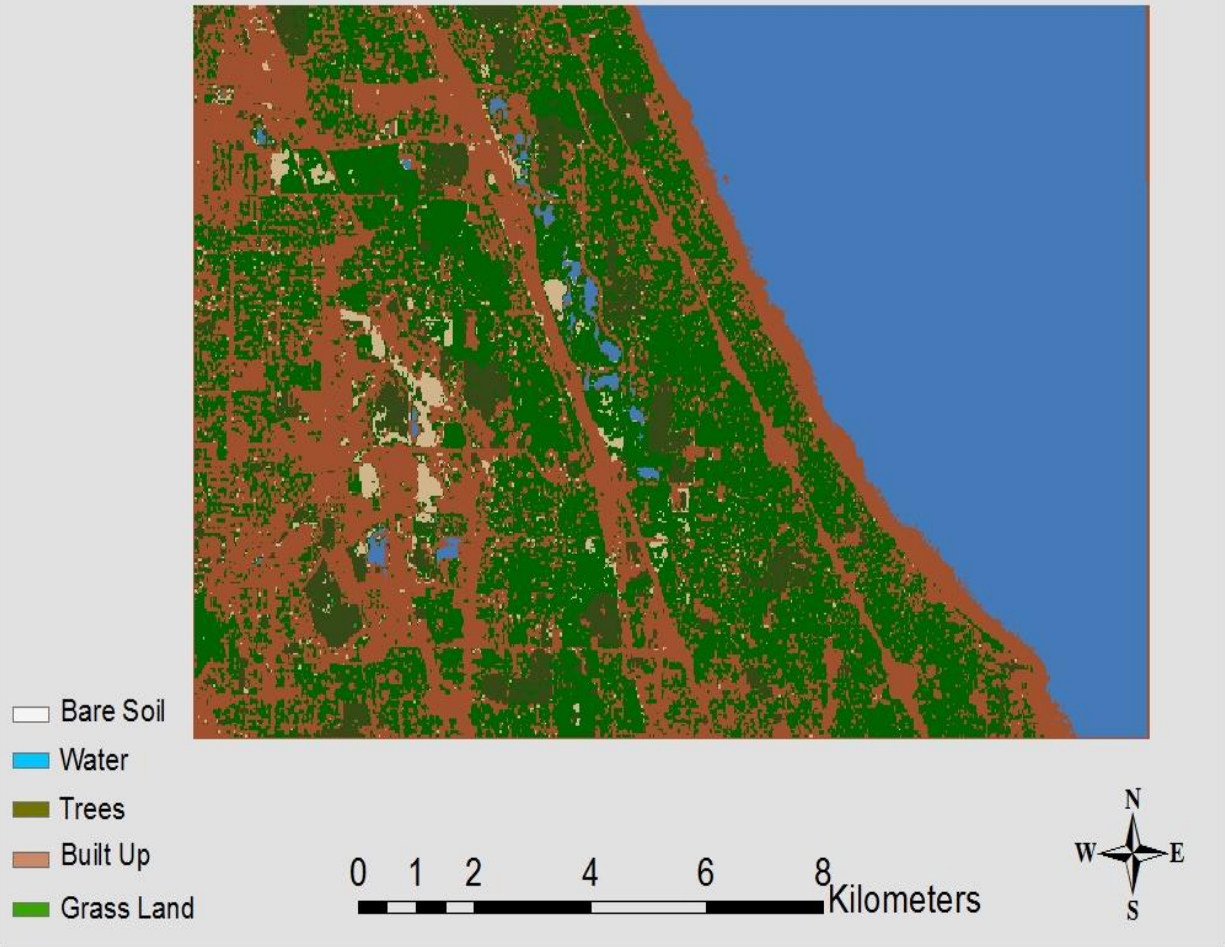 Bare Soil
Water
Trees
Built Up
Grass Land
0 1 2 4 6 8
Kilometers
N
W E
S